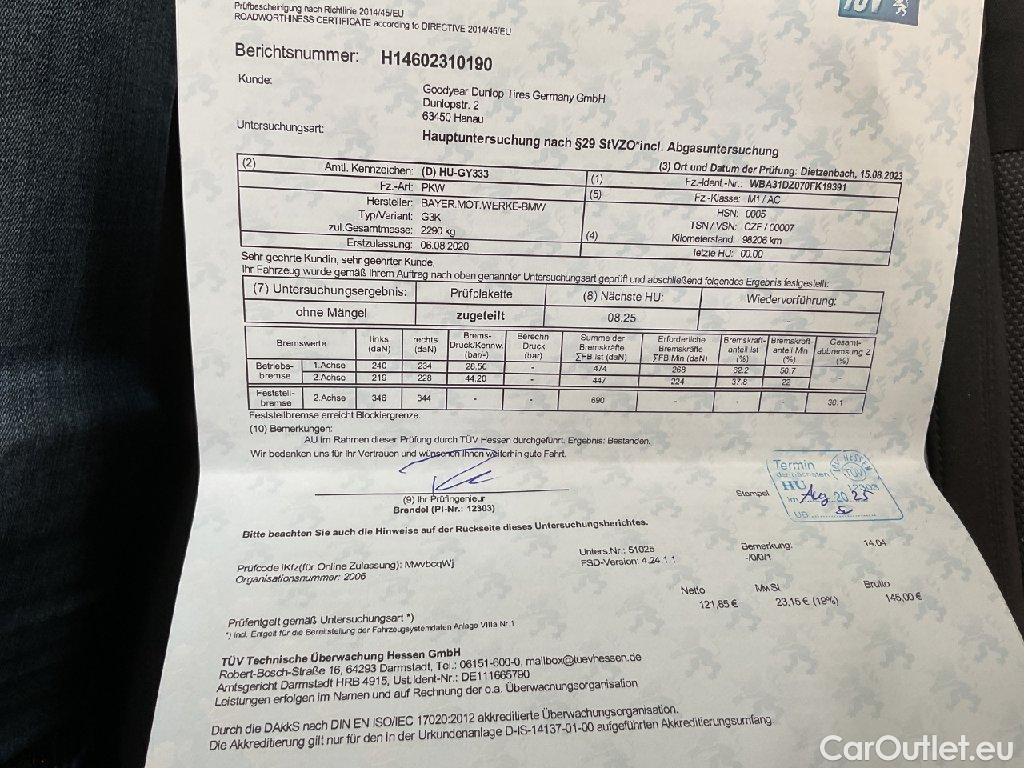 Prüfbescheinigung nach Richtlinie 2014/45/EU
ROADWORTHINESS CERTIFICATE according to DIRECTIVE 2014/45/EU
TÜV
Berichtsnummer: H14602310190
Kunde: Goodyear Dunlop Tires Germany GmbH
Dunlopstr. 2
63450 Hanau
Untersuchungsart: Hauptuntersuchung nach §29 StVZO*incl. Abgasuntersuchung
(2) Amtl. Kennzeichen: (D) HU-GY333
(3) Ort und Datum der Prüfung: Dietzenbach, 15.08.2023
Fz.-Art: PKW
(1) Fz.-Ident.-Nr.: WBA31DZ070FK19391
Hersteller: BAYER.MOT.WERKE-BMW
(5) Fz.-Klasse: M1/AC
Typ/Variant: G3K
HSN: 0005
zul.Gesamtmasse: 2290 kg
TSN / VSN: CZF / 00007
Erstzulassung: 06.08.2020
(4) Kilometerstand: 98206 km
letzte HU: 00.00
Sehr geehrte Kundin, sehr geehrter Kunde,
Ihr Fahrzeug wurde gemäß Ihrem Auftrag nach oben genannter Untersuchungsart geprüft und abschließend folgendes Ergebnis festgestellt:
(7) Untersuchungsergebnis: Prüfplakette (8) Nächste HU: Wiedervorführung:
ohne Mängel zugeteilt 08.25 -
Bremswerte links (daN) rechts (daN) Brems-Druck/Kennw. (bar/-) Berechn Druck (bar) Summe der Bremskräfte ∑FB Ist (daN) Erforderliche Bremskräfte ∑FB Min (daN) Bremskraft-anteil Ist (%) Bremskraft-anteil Min (%) Gesamt-abbremsung Z (%)
Betriebs-bremse 1.Achse 240 234 28,50 - 474 268 30.7 -
2.Achse 219 228 44,20 - 447 224 37.8 22
Feststell-bremse 2.Achse 346 344 - - 690 - - - 30.1
Feststellbremse erreicht Blockiergrenze.
(10) Bemerkungen:
AU im Rahmen dieser Prüfung durch TÜV Hessen durchgeführt. Ergebnis: Bestanden.
Wir bedanken uns für Ihr Vertrauen und wünschen Ihnen weiterhin gute Fahrt.
(9) Ihr Prüfingenieur
Brendel (PI-Nr.: 12303)
Stempel
Termin
der nächsten
HU
im Aug 2025
UB
TÜV HESSEN
Bitte beachten Sie auch die Hinweise auf der Rückseite dieses Untersuchungsberichtes.
Prüfcode iKfz(für Online Zulassung): MwvbcqWj
Organisationsnummer: 2006
Unters.Nr.: 51028
FSD-Version: 4.24.1.1
Bemerkung: 14.04
-/0/0/1
Netto MwSt Brutto
121,85 € 23,15 € (19%) 145,00 €
Prüfentgelt gemäß Untersuchungsart *)
*) incl. Entgelt für die Bereitstellung der Fahrzeugsystemdaten Anlage VIIIa Nr.1
TÜV Technische Überwachung Hessen GmbH
Robert-Bosch-Straße 16, 64293 Darmstadt, Tel.: 06151-600-0, mailbox@tuevhessen.de
Amtsgericht Darmstadt HRB 4915, Ust.Ident-Nr.: DE111665790
Leistungen erfolgen im Namen und auf Rechnung der o.a. Überwachungsorganisation
Durch die DAkkS nach DIN EN ISO/IEC 17020:2012 akkreditierte Überwachungsorganisation.
Die Akkreditierung gilt nur für den in der Urkundenanlage D-IS-14137-01-00 aufgeführten Akkreditierungsumfang
CarOutlet.eu